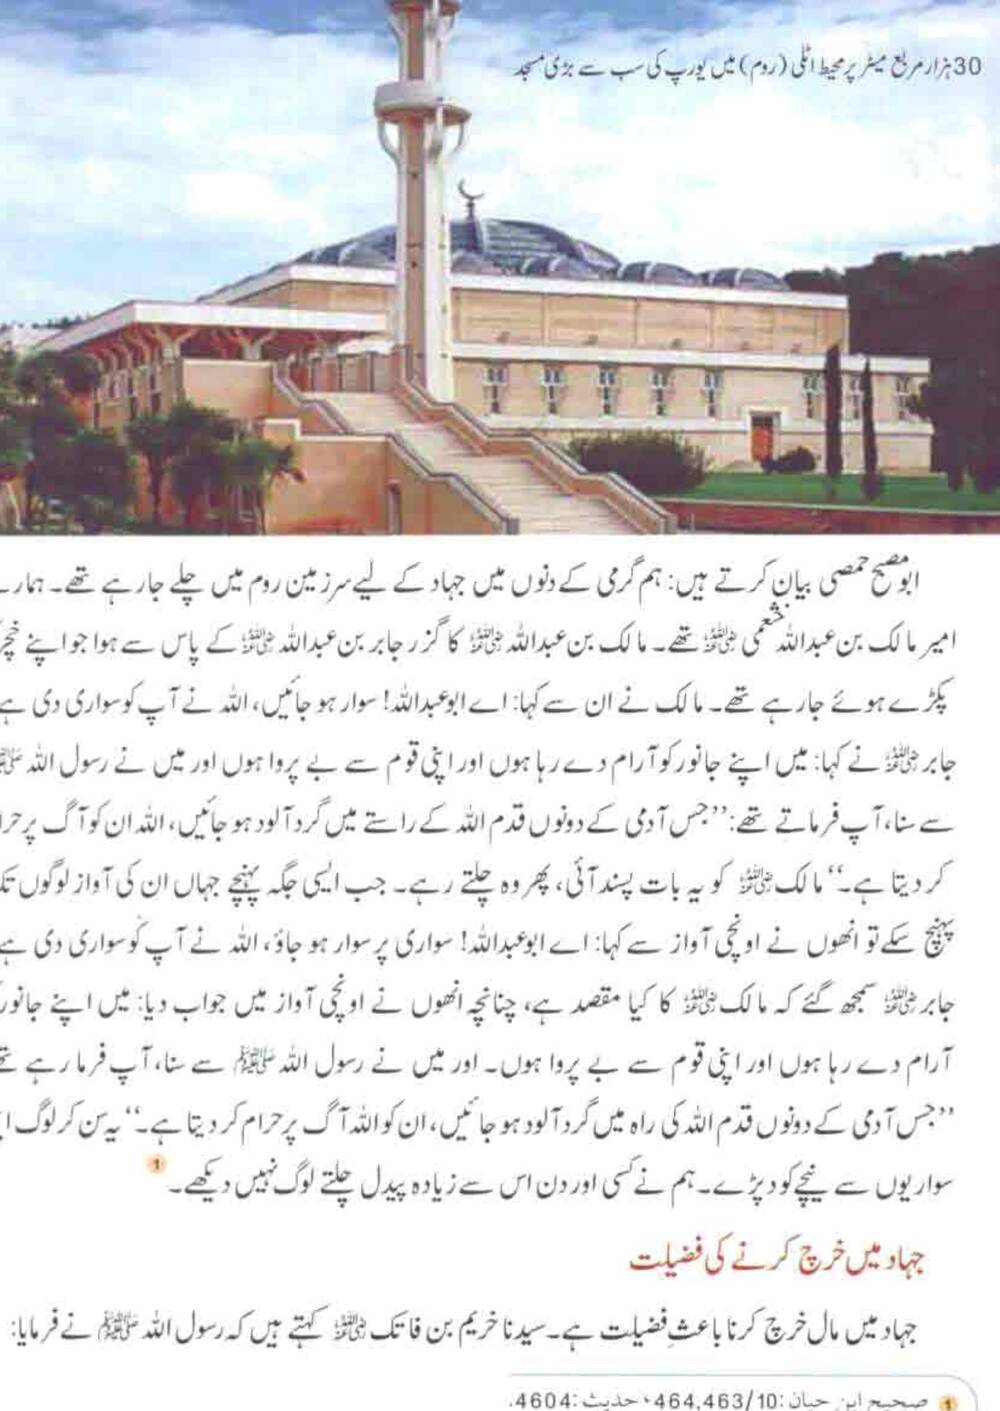 30 ہزار مربع میٹر پر محیط اٹلی (روم) میں یورپ کی سب سے بڑی مسجد
ابو مصبح حمصی بیان کرتے ہیں: ہم گرمی کے دنوں میں جہاد کے لیے سرزمین روم میں چلے جا رہے تھے۔ ہمارے
امیر مالک بن عبداللہ خثعمی رضی اللہ عنہ تھے۔ مالک بن عبداللہ رضی اللہ عنہ کا گزر جابر بن عبداللہ رضی اللہ عنہ کے پاس سے ہوا جو اپنے خچر
پکڑے ہوئے جا رہے تھے۔ مالک نے ان سے کہا: اے ابوعبداللہ! سوار ہو جائیں، اللہ نے آپ کو سواری دی ہے
جابر رضی اللہ عنہ نے کہا: میں اپنے جانور کو آرام دے رہا ہوں اور اپنی قوم سے بے پروا ہوں اور میں نے رسول اللہ ﷺ
سے سنا، آپ فرماتے تھے: ’’جس آدمی کے دونوں قدم اللہ کے راستے میں گرد آلود ہو جائیں، اللہ ان کو آگ پر حرا
کر دیتا ہے۔‘‘ مالک رضی اللہ عنہ کو یہ بات پسند آئی، پھر وہ چلتے رہے۔ جب ایسی جگہ پہنچے جہاں ان کی آواز لوگوں تک
پہنچ سکے تو انھوں نے اونچی آواز سے کہا: اے ابوعبداللہ! سواری پر سوار ہو جاؤ، اللہ نے آپ کو سواری دی ہے
جابر رضی اللہ عنہ سمجھ گئے کہ مالک رضی اللہ عنہ کا کیا مقصد ہے، چنانچہ انھوں نے اونچی آواز میں جواب دیا: میں اپنے جانور
آرام دے رہا ہوں اور اپنی قوم سے بے پروا ہوں۔ اور میں نے رسول اللہ ﷺ سے سنا، آپ فرما رہے تھے
’’جس آدمی کے دونوں قدم اللہ کی راہ میں گرد آلود ہو جائیں، ان کو اللہ آگ پر حرام کر دیتا ہے۔‘‘ یہ سن کر لوگ
سواریوں سے نیچے کود پڑے۔ ہم نے کسی اور دن اس سے زیادہ پیدل چلتے لوگ نہیں دیکھے۔ 1
جہاد میں خرچ کرنے کی فضیلت
جہاد میں مال خرچ کرنا باعثِ فضیلت ہے۔ سیدنا خریم بن فاتک رضی اللہ عنہ کہتے ہیں کہ رسول اللہ ﷺ نے فرمایا:
1 صحیح ابن حبان: 464,463/10، حدیث: 4604.